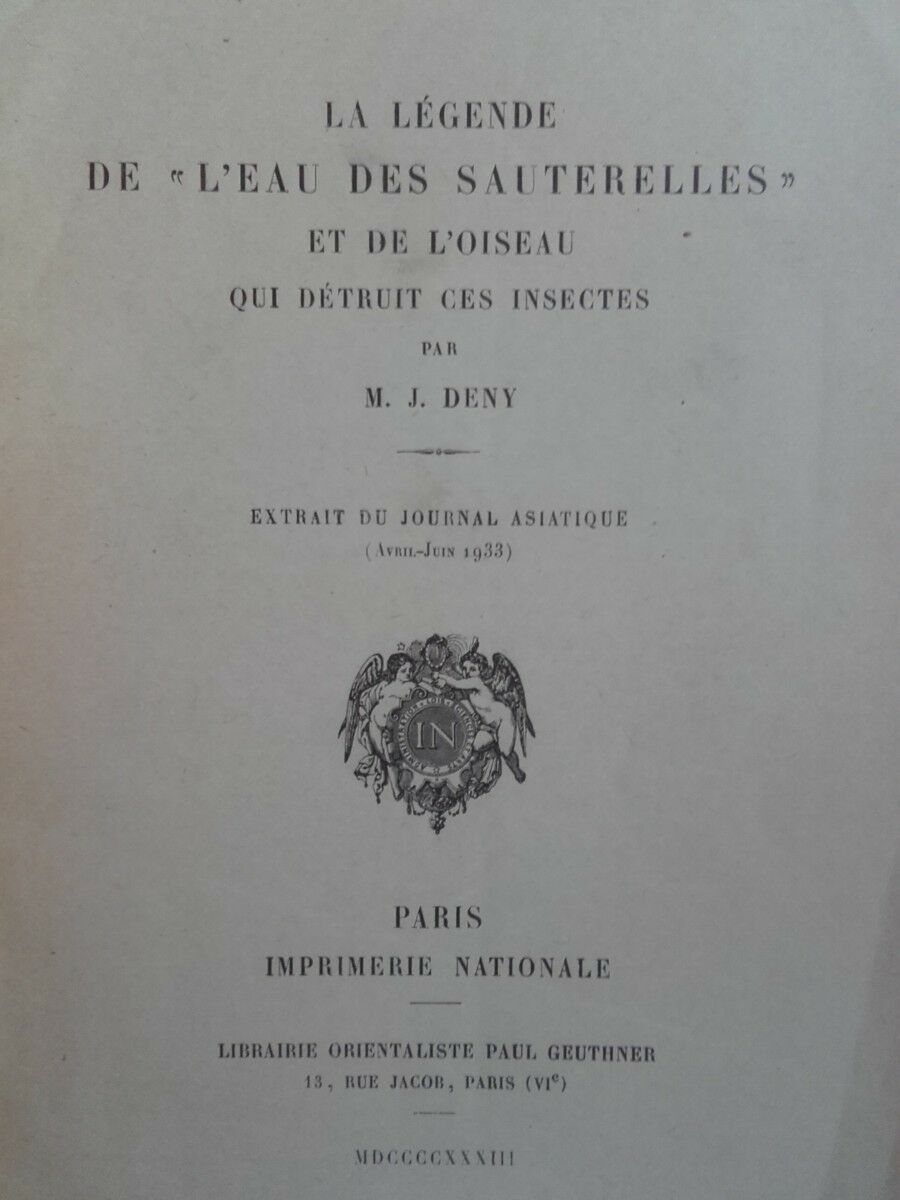 LA LÉGENDE
DE “L’EAU DES SAUTERELLES”
ET DE L’OISEAU
QUI DÉTRUIT CES INSECTES
PAR
M. J. DENY
EXTRAIT DU JOURNAL ASIATIQUE
(AVRIL-JUIN 1933)
IN
PARIS
IMPRIMERIE NATIONALE
LIBRAIRIE ORIENTALISTE PAUL GEUTHNER
13, RUE JACOB, PARIS (VIe)
MDCCCCXXXIII